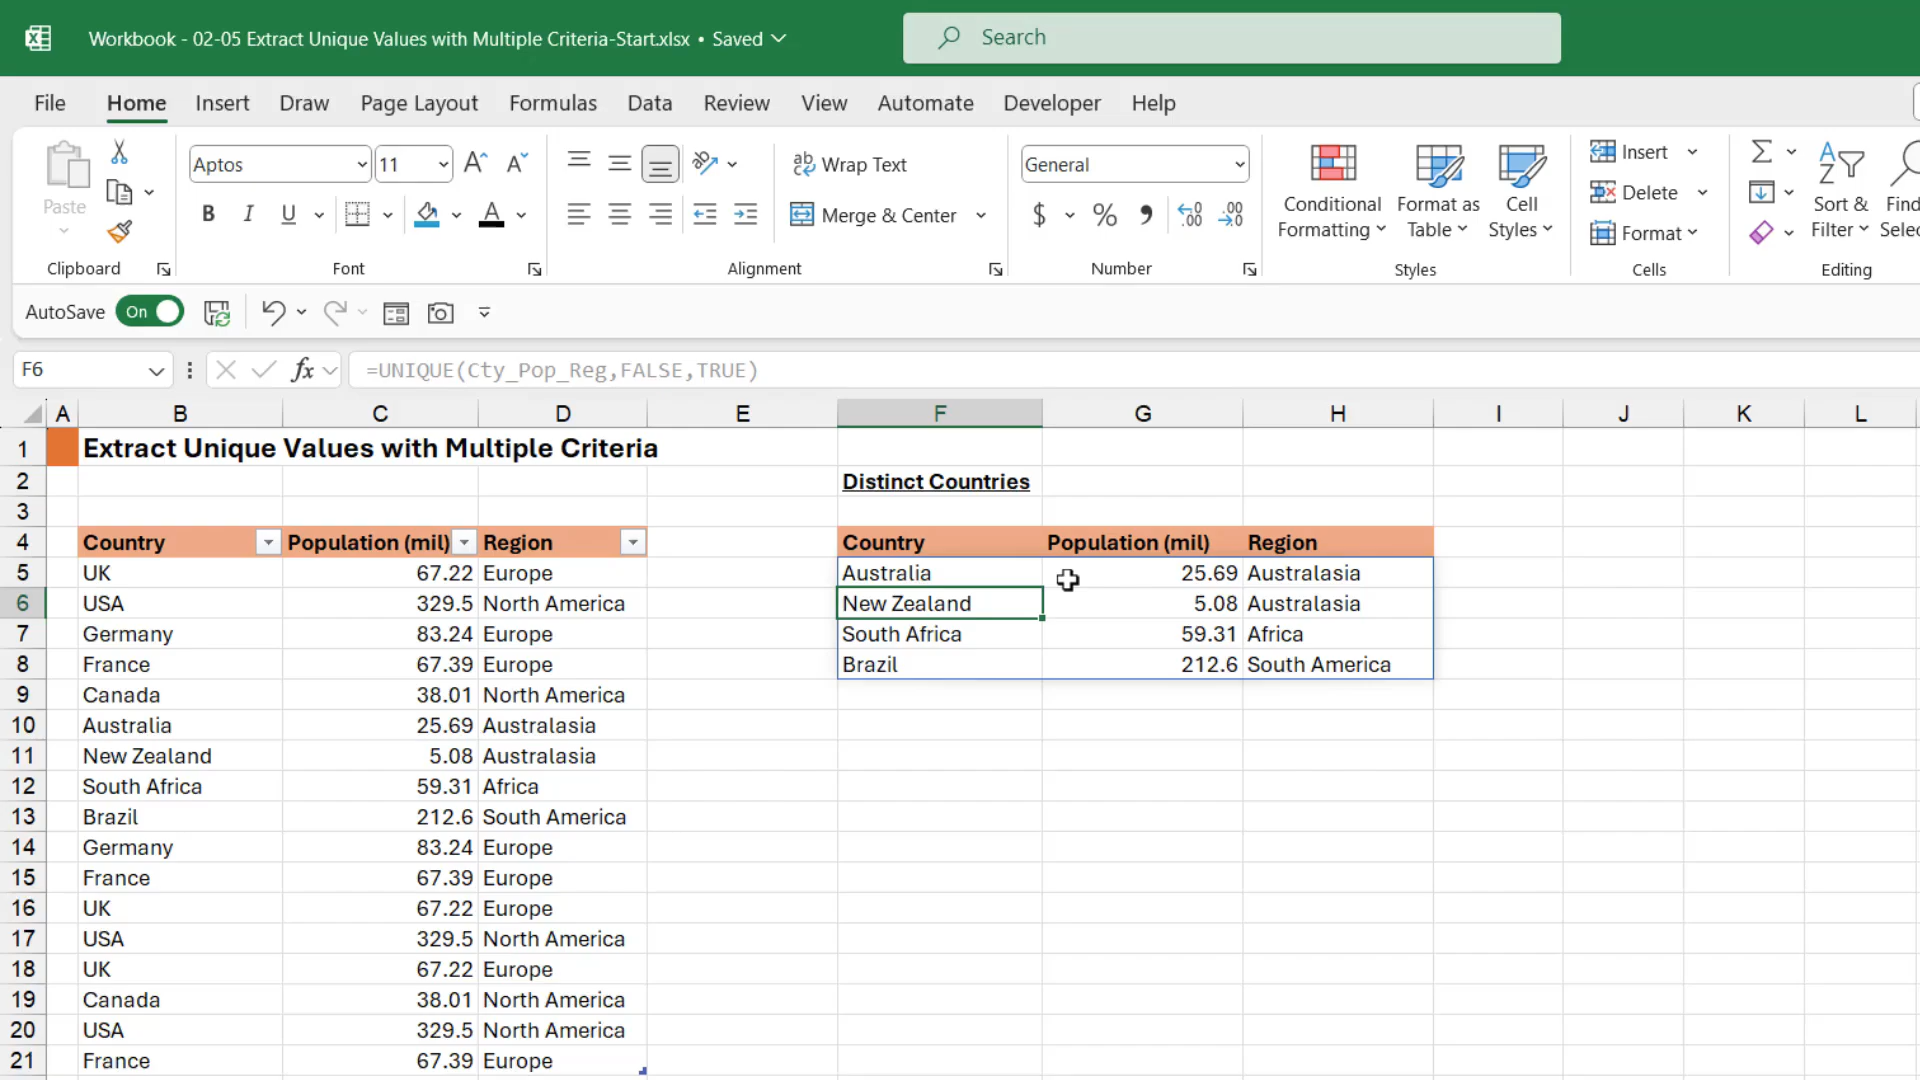 Workbook - 02-05 Extract Unique Values with Multiple Criteria-Start.xlsx • Saved
Search
File Home Insert Draw Page Layout Formulas Data Review View Automate Developer Help
Paste
Clipboard
Aptos 11
B I U
Font
Wrap Text
Merge & Center
Alignment
General
$ %
Number
Conditional Formatting
Format as Table
Cell Styles
Styles
Insert
Delete
Format
Cells
Sort & Filter
Editing
AutoSave On
F6 fx =UNIQUE(Cty_Pop_Reg,FALSE,TRUE)
A B C D E F G H I J K L
1 Extract Unique Values with Multiple Criteria
2 Distinct Countries
3
4 Country Population (mil) Region Country Population (mil) Region
5 UK 67.22 Europe Australia 25.69 Australasia
6 USA 329.5 North America New Zealand 5.08 Australasia
7 Germany 83.24 Europe South Africa 59.31 Africa
8 France 67.39 Europe Brazil 212.6 South America
9 Canada 38.01 North America
10 Australia 25.69 Australasia
11 New Zealand 5.08 Australasia
12 South Africa 59.31 Africa
13 Brazil 212.6 South America
14 Germany 83.24 Europe
15 France 67.39 Europe
16 UK 67.22 Europe
17 USA 329.5 North America
18 UK 67.22 Europe
19 Canada 38.01 North America
20 USA 329.5 North America
21 France 67.39 Europe